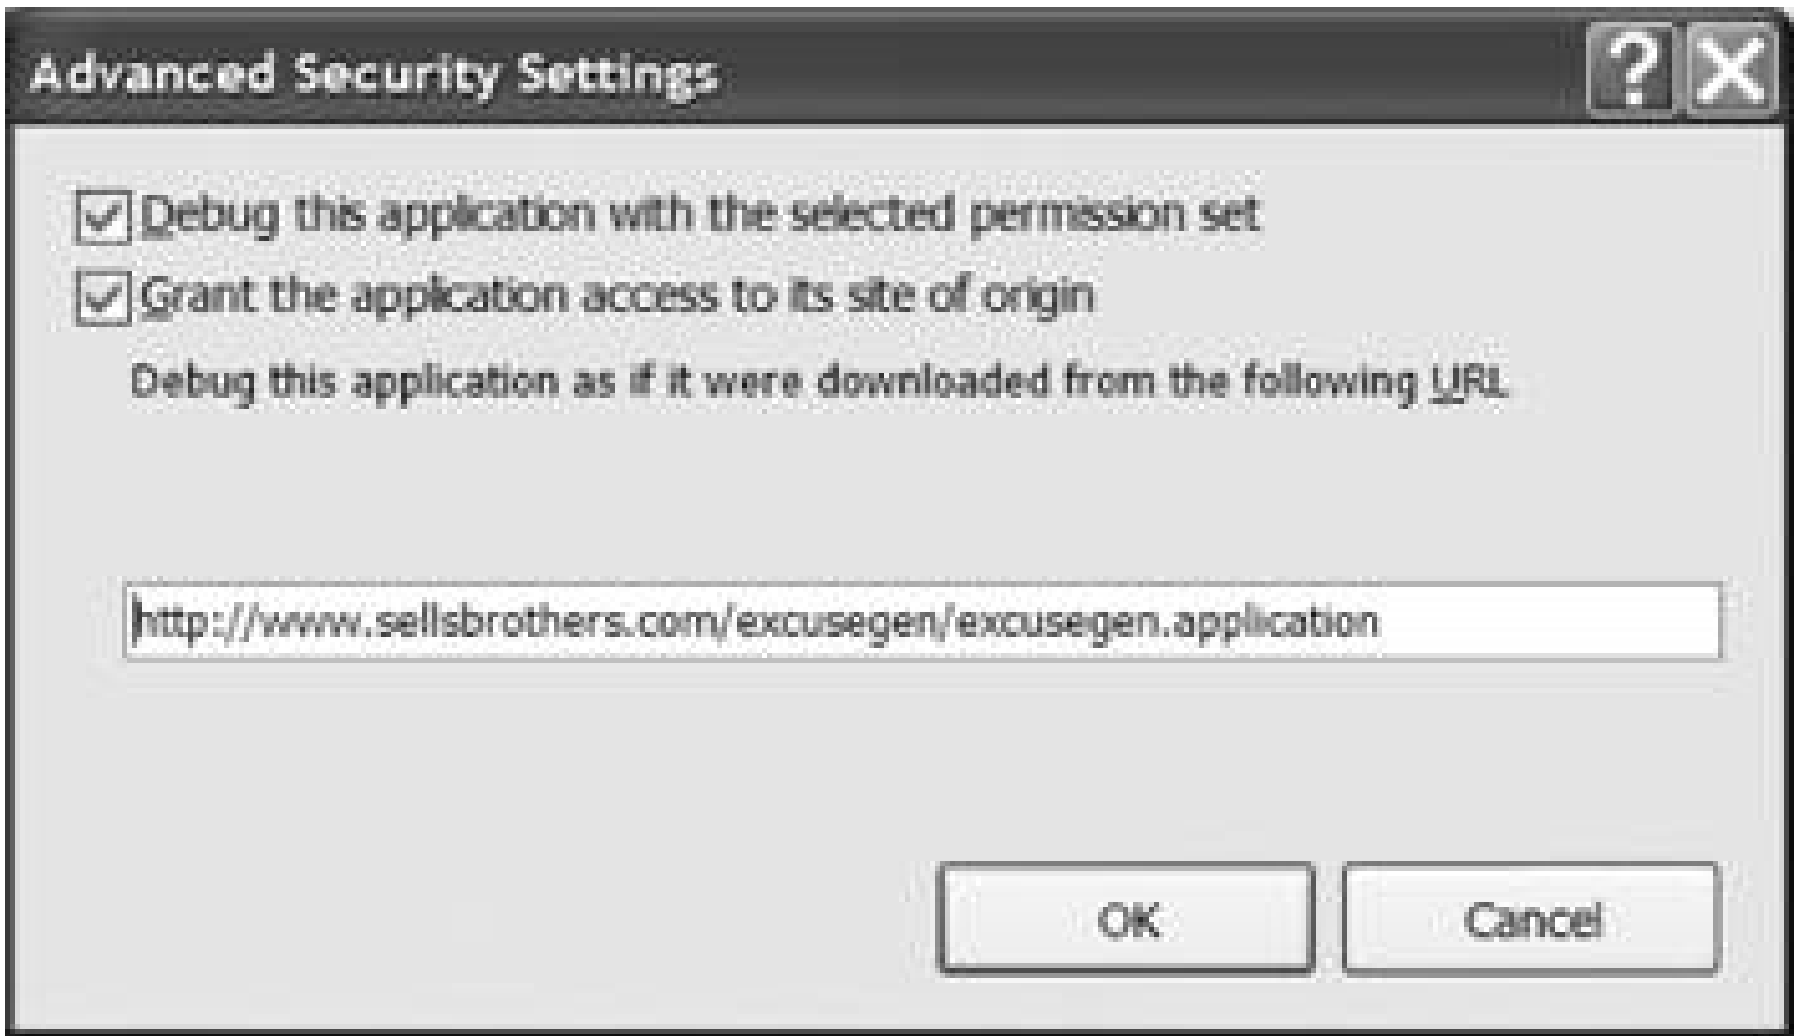 Advanced Security Settings
Debug this application with the selected permission set
Grant the application access to its site of origin
Debug this application as if it were downloaded from the following URL
http://www.sellsbrothers.com/excusegen/excusegen.application
OK
Cancel